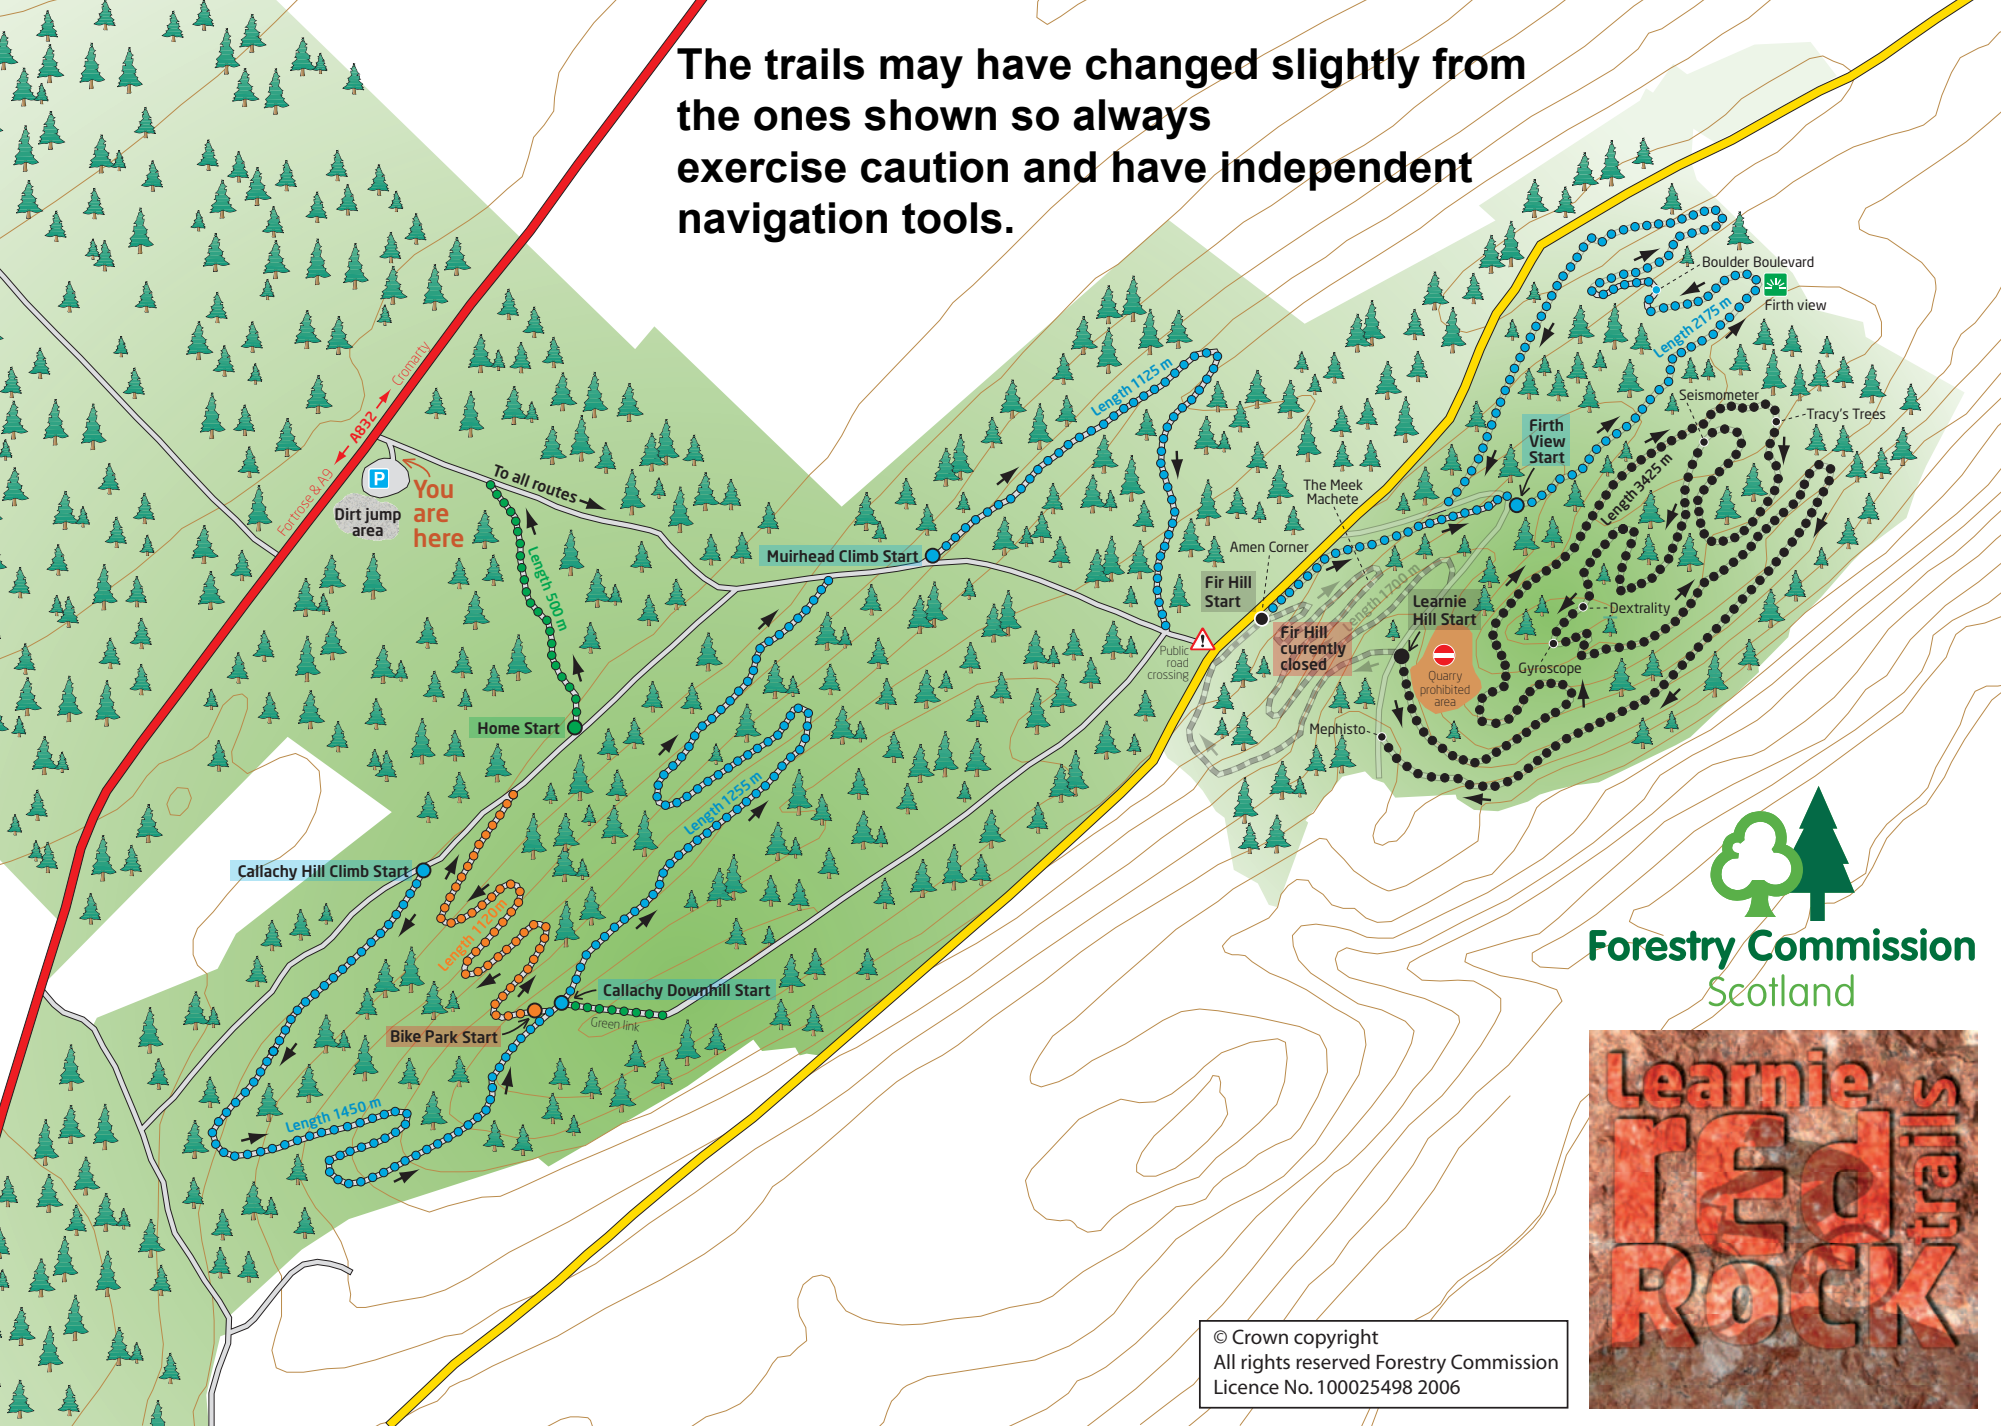 The trails may have changed slightly from
the ones shown so always
exercise caution and have independent
navigation tools.
Boulder Boulevard
Firth view
Length 2175 m
Seismometer
Tracy's Trees
Firth
View
Start
Length 3425 m
Length 1125 m
Cromarty
A832
Fortrose & A9
P
You
are
here
Dirt jump
area
To all routes
The Meek
Machete
Amen Corner
Muirhead Climb Start
Length 500 m
Fir Hill
Start
Length 1700 m
Learnie
Hill Start
Dextrality
Fir Hill
currently
closed
!
Public
road
crossing
Gyroscope
Quarry
prohibited
area
Mephisto
Home Start
Length 1255 m
Callachy Hill Climb Start
Length 1120m
Callachy Downhill Start
Green link
Bike Park Start
Length 1450 m
Forestry Commission
Scotland
Learnie
rEd
RoCK
trails
© Crown copyright
All rights reserved Forestry Commission
Licence No. 100025498 2006